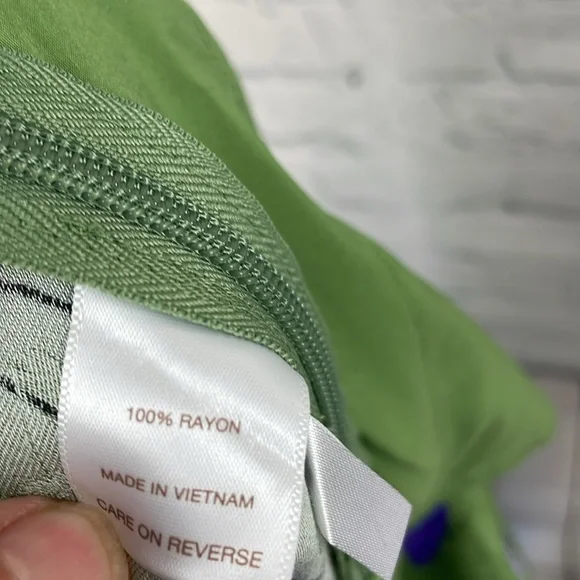 100% RAYON
MADE IN VIETNAM
CARE ON REVERSE